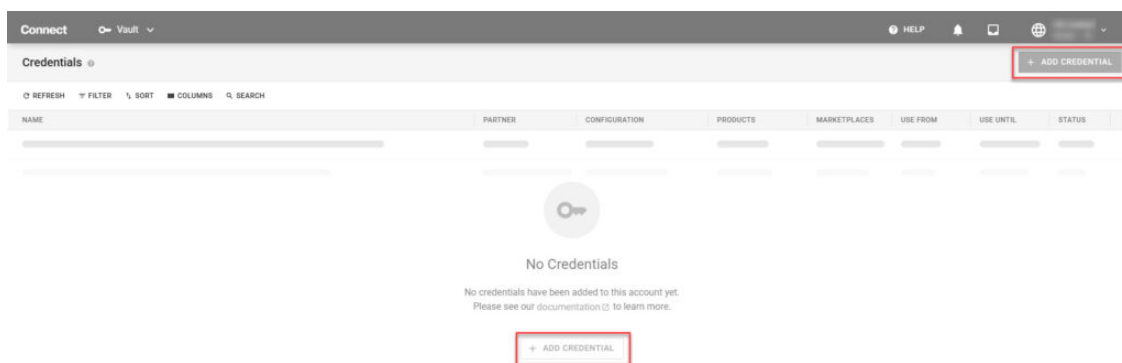 Connect Vault HELP
Credentials + ADD CREDENTIAL
REFRESH FILTER SORT COLUMNS SEARCH
NAME PARTNER CONFIGURATION PRODUCTS MARKETPLACES USE FROM USE UNTIL STATUS
No Credentials
No credentials have been added to this account yet.
Please see our documentation to learn more.
+ ADD CREDENTIAL